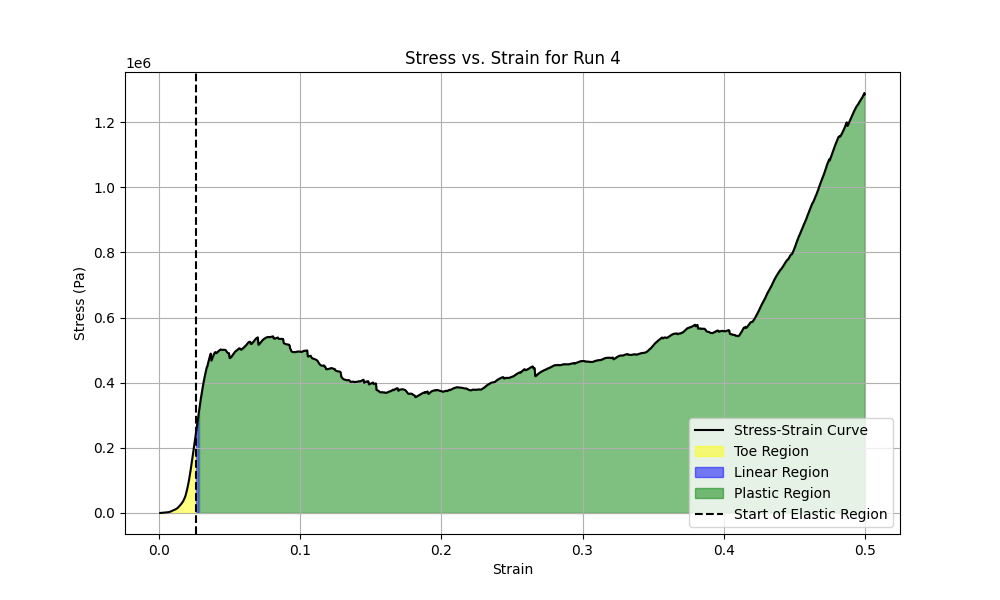 Stress vs. Strain for Run 4
1e6
1.2
1.0
0.8
0.6
0.4
0.2
0.0
Stress (Pa)
0.0 0.1 0.2 0.3 0.4 0.5
Strain
Stress-Strain Curve
Toe Region
Linear Region
Plastic Region
Start of Elastic Region